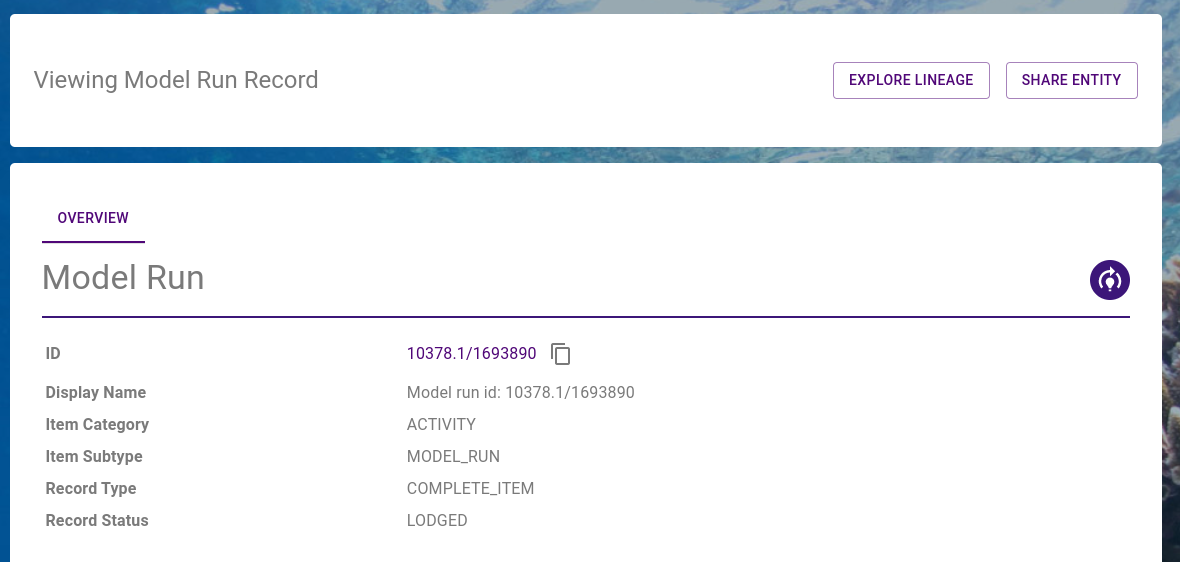 Viewing Model Run Record
EXPLORE LINEAGE
SHARE ENTITY
OVERVIEW
Model Run
ID 10378.1/1693890
Display Name Model run id: 10378.1/1693890
Item Category ACTIVITY
Item Subtype MODEL_RUN
Record Type COMPLETE_ITEM
Record Status LODGED